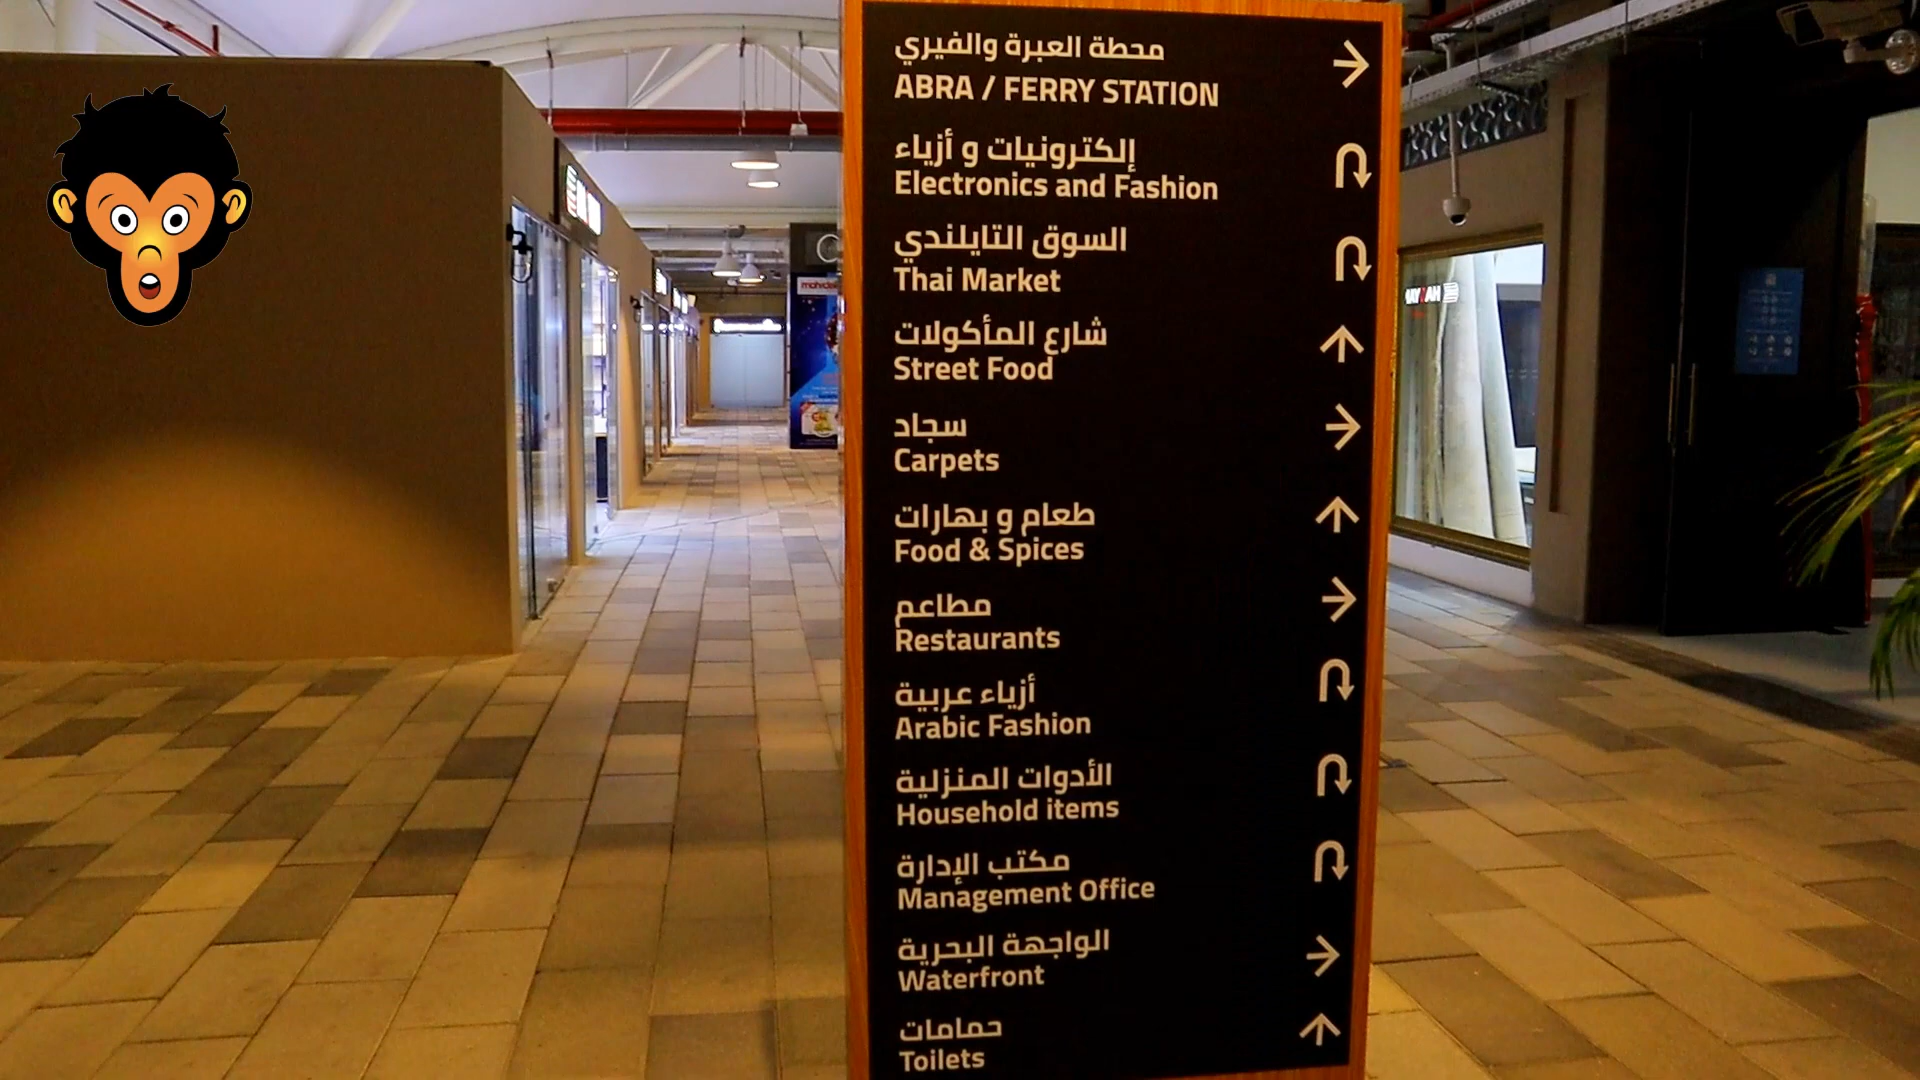 محطة العبرة والفيري
ABRA / FERRY STATION
إلكترونيات و أزياء
Electronics and Fashion
السوق التايلندي
Thai Market
شارع المأكولات
Street Food
سجاد
Carpets
طعام و بهارات
Food & Spices
مطاعم
Restaurants
أزياء عربية
Arabic Fashion
الأدوات المنزلية
Household items
مكتب الإدارة
Management Office
الواجهة البحرية
Waterfront
حمامات
Toilets